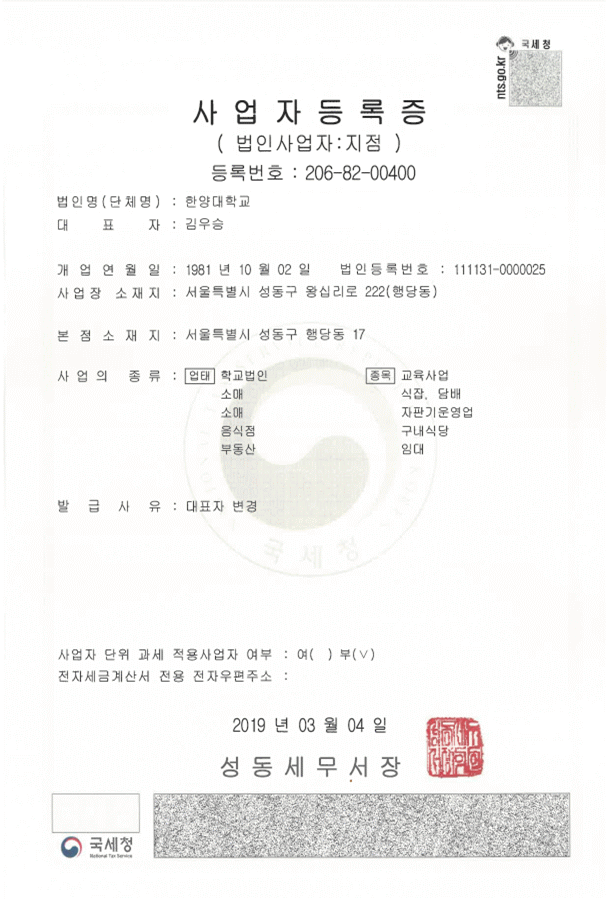 국세청
nts.go.kr
사업자등록증
( 법인사업자:지점 )
등록번호 : 206-82-00400
법인명(단체명) : 한양대학교
대 표 자 : 김우승
개 업 연 월 일 : 1981 년 10 월 02 일 법인등록번호 : 111131-0000025
사업장 소재지 : 서울특별시 성동구 왕십리로 222(행당동)
본 점 소 재 지 : 서울특별시 성동구 행당동 17
사 업 의 종 류 : 업태 학교법인 종목 교육사업
소매 식잡, 담배
소매 자판기운영업
음식점 구내식당
부동산 임대
발 급 사 유 : 대표자 변경
국세청
사업자 단위 과세 적용사업자 여부 : 여( ) 부(∨)
전자세금계산서 전용 전자우편주소 :
2019 년 03 월 04 일
성동세무서장
국세청
National Tax Service